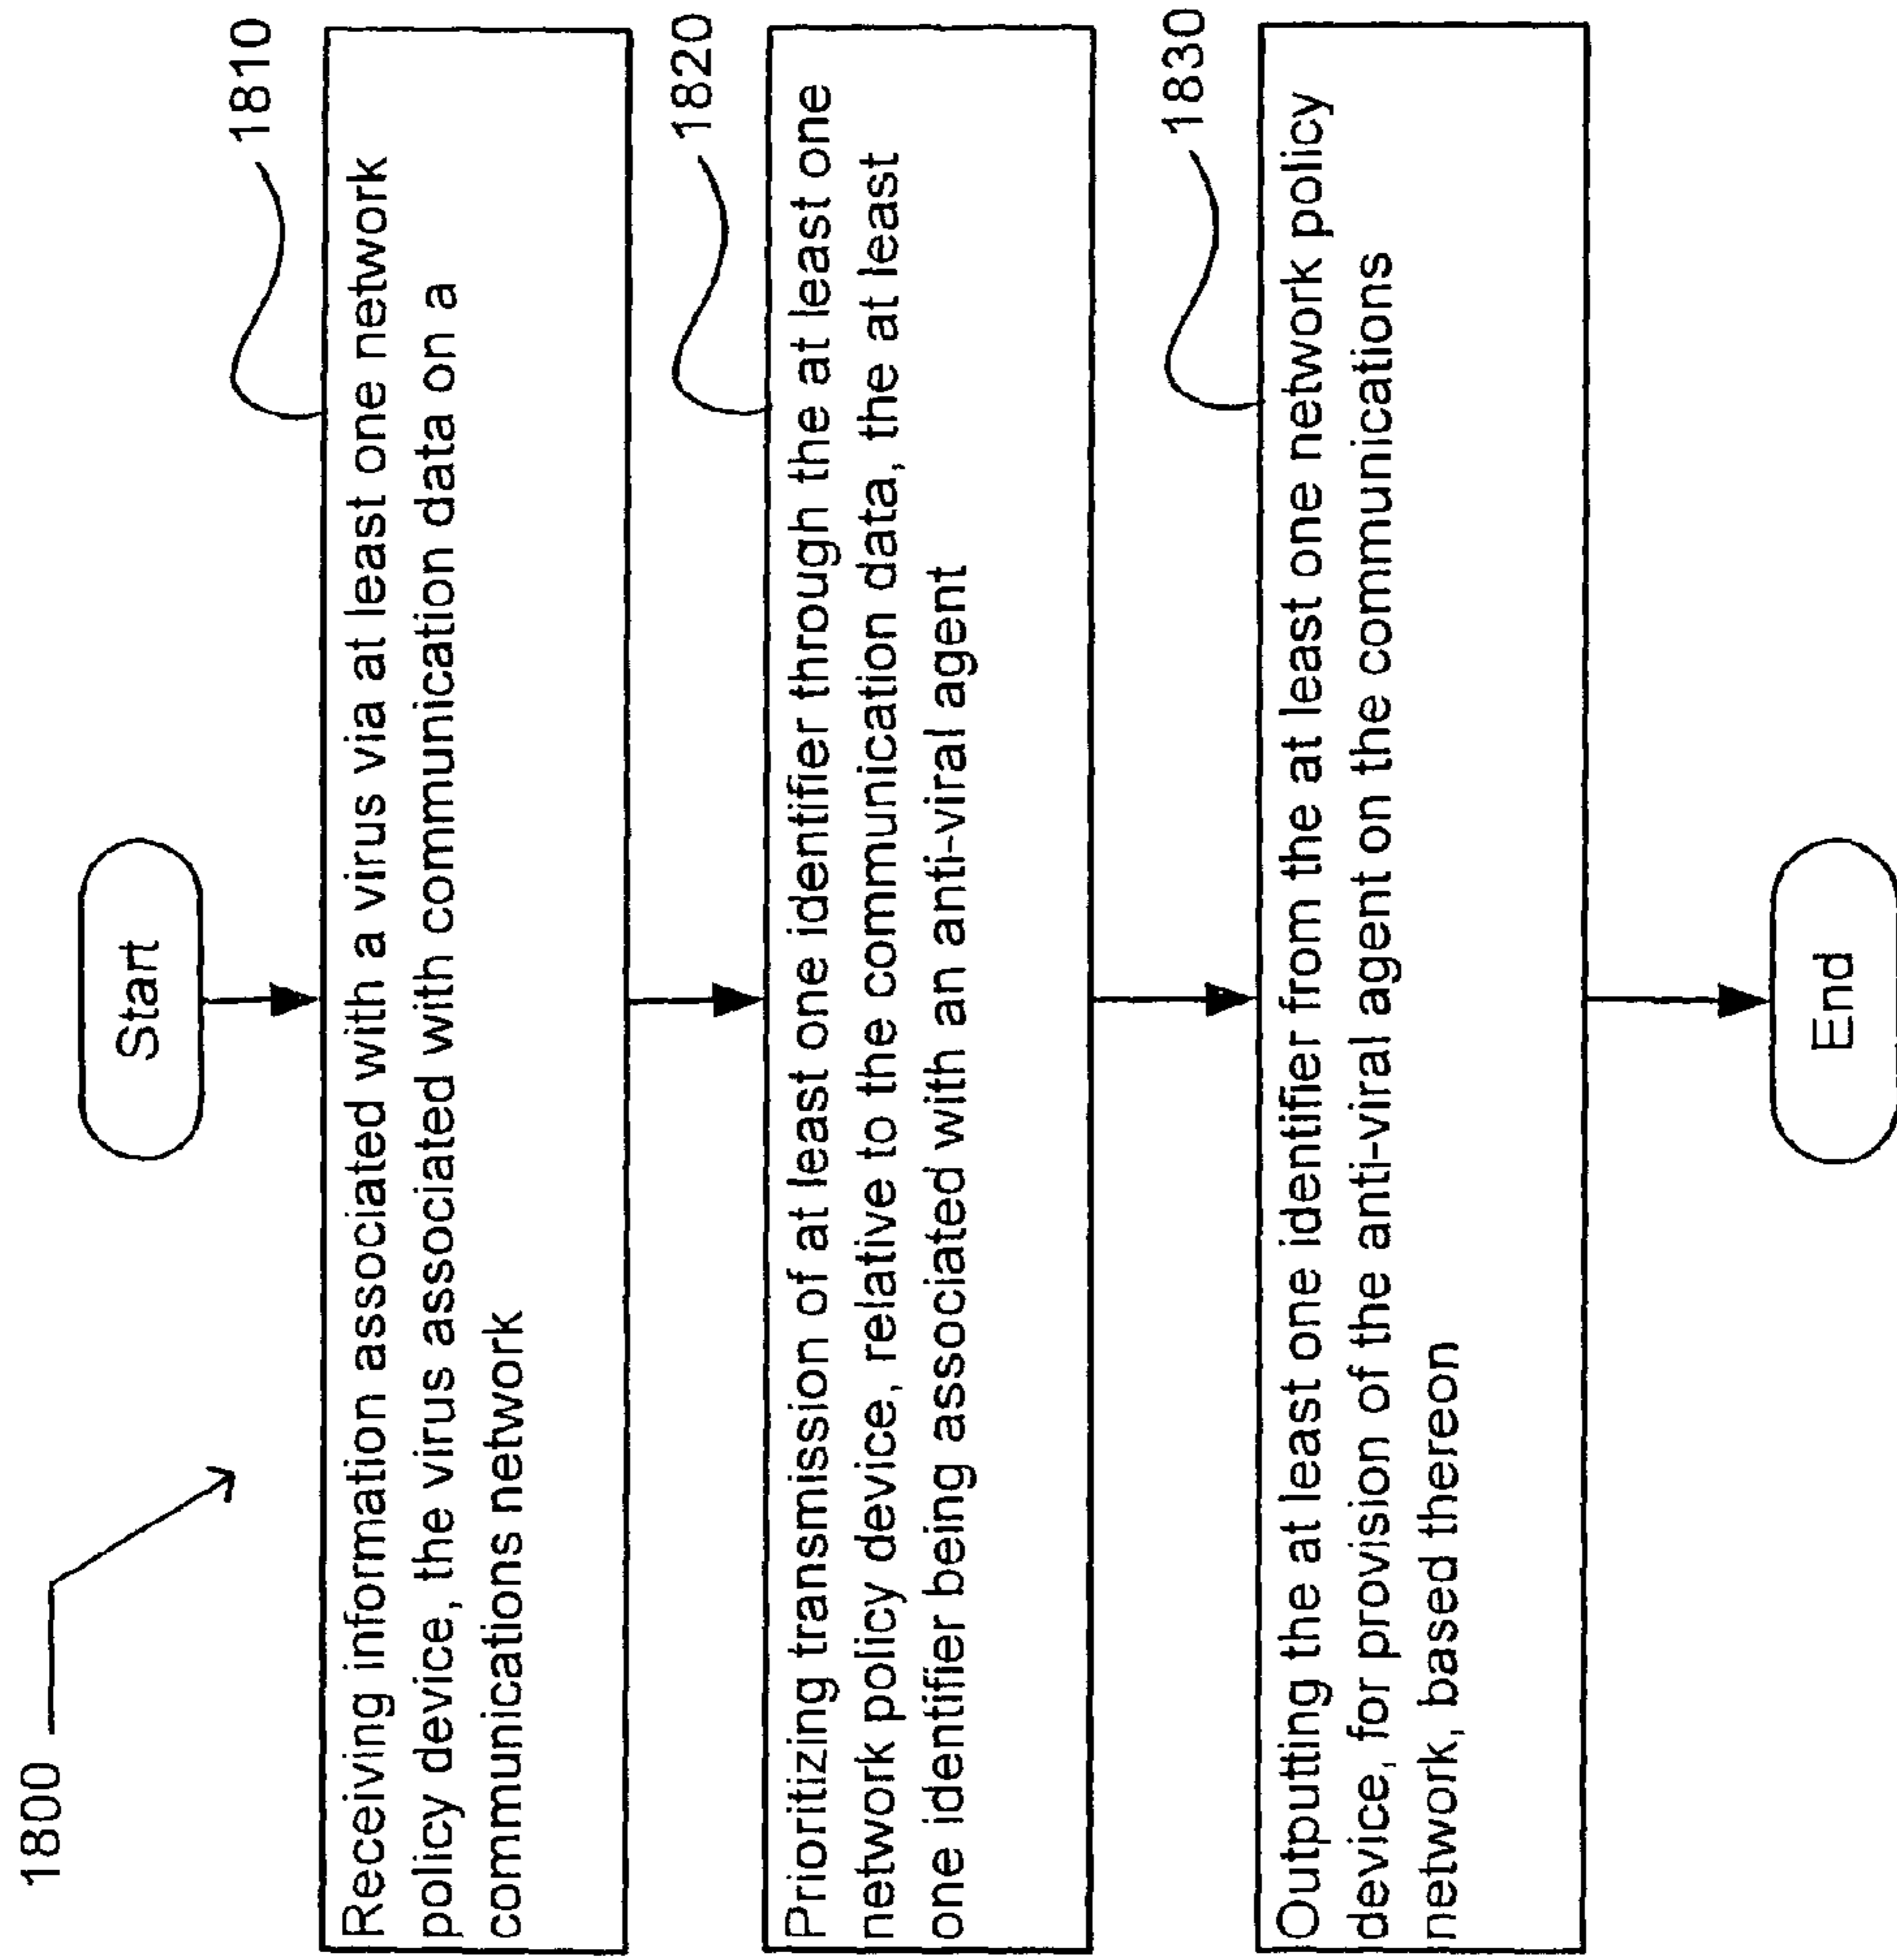 1800
Start
1810
Receiving information associated with a virus via at least one network
policy device, the virus associated with communication data on a
communications network
1820
Prioritizing transmission of at least one identifier through the at least one
network policy device, relative to the communication data, the at least
one identifier being associated with an anti-viral agent
1830
Outputting the at least one identifier from the at least one network policy
device, for provision of the anti-viral agent on the communications
network, based thereon
End